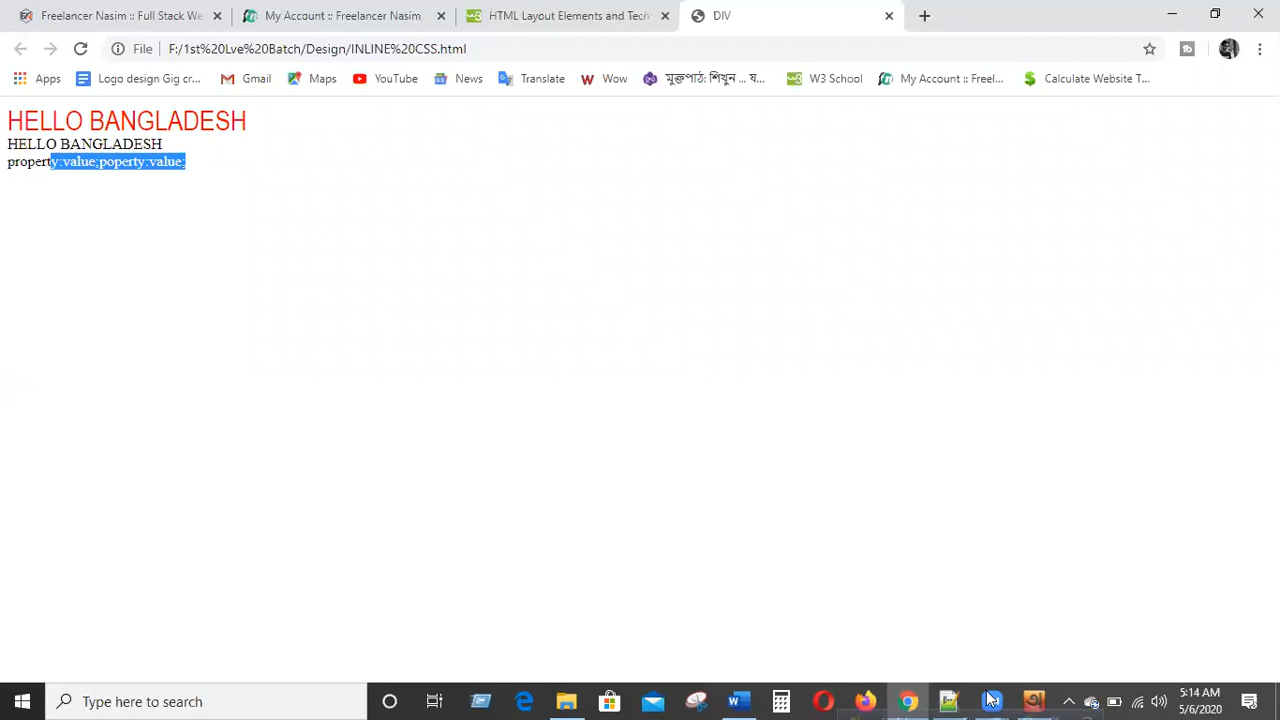 Freelancer Nasim :: Full Stack We
My Account :: Freelancer Nasim,
HTML Layout Elements and Tech
DIV
File
F:/1st%20Lve%20Batch/Design/INLINE%20CSS.html
Apps
Logo design Gig cr...
Gmail
Maps
YouTube
News
Translate
Wow
মুক্তপাঠ: শিখুন ... য...
W3 School
My Account :: Freel...
Calculate Website T...
HELLO BANGLADESH
HELLO BANGLADESH
property:value;poperty:value;
Type here to search
5:14 AM
5/6/2020